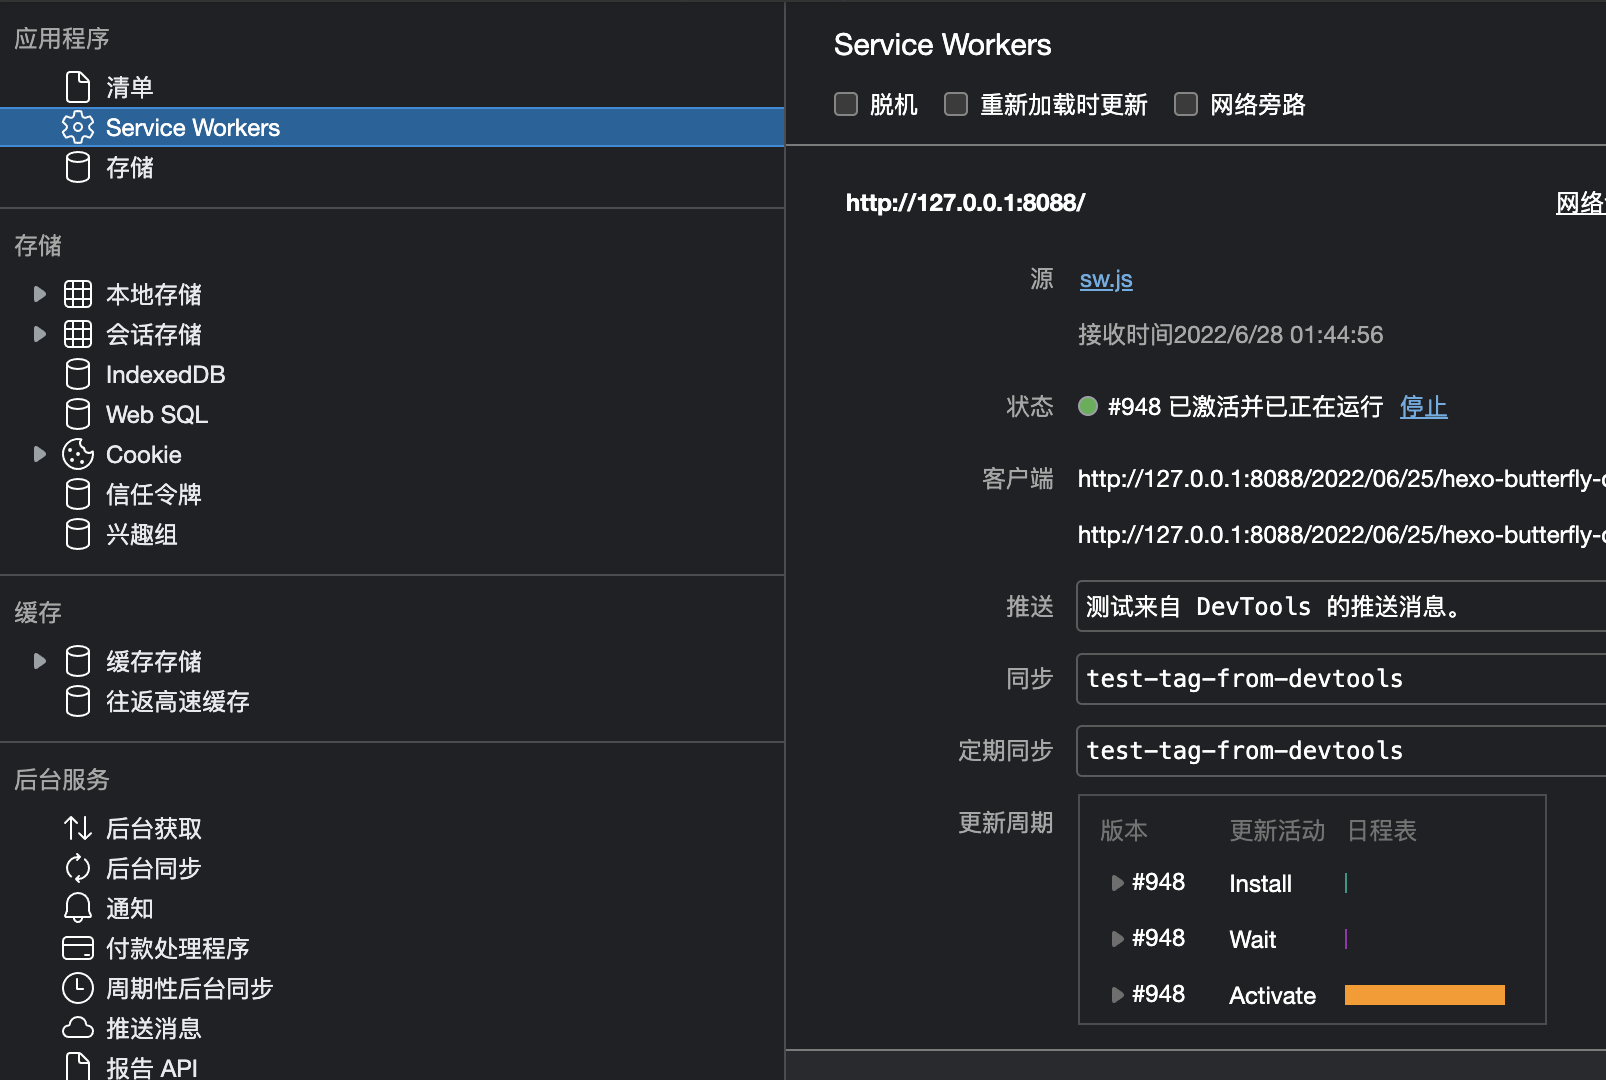 应用程序
清单
Service Workers
存储
存储
本地存储
会话存储
IndexedDB
Web SQL
Cookie
信任令牌
兴趣组
缓存
缓存存储
往返高速缓存
后台服务
后台获取
后台同步
通知
付款处理程序
周期性后台同步
推送消息
报告 API
Service Workers
脱机 重新加载时更新 网络旁路
http://127.0.0.1:8088/ 网络
源 sw.js
接收时间2022/6/28 01:44:56
状态 #948 已激活并已正在运行 停止
客户端 http://127.0.0.1:8088/2022/06/25/hexo-butterfly-
http://127.0.0.1:8088/2022/06/25/hexo-butterfly-
推送 测试来自 DevTools 的推送消息。
同步 test-tag-from-devtools
定期同步 test-tag-from-devtools
更新周期 版本 更新活动 日程表
#948 Install
#948 Wait
#948 Activate